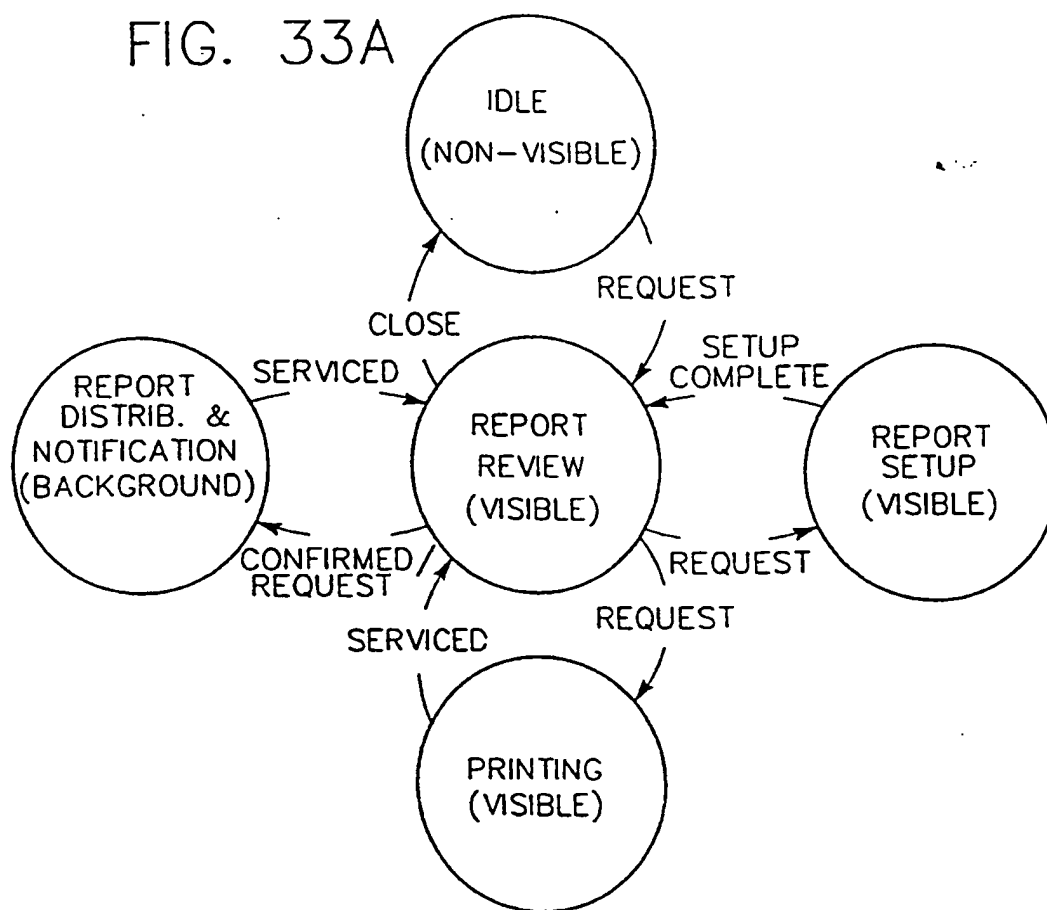 FIG. 33A
IDLE
(NON-VISIBLE)
REQUEST
CLOSE
SERVICED
SETUP
COMPLETE
REPORT
DISTRIB. &
NOTIFICATION
(BACKGROUND)
REPORT
REVIEW
(VISIBLE)
REPORT
SETUP
(VISIBLE)
CONFIRMED
REQUEST
REQUEST
SERVICED
REQUEST
PRINTING
(VISIBLE)